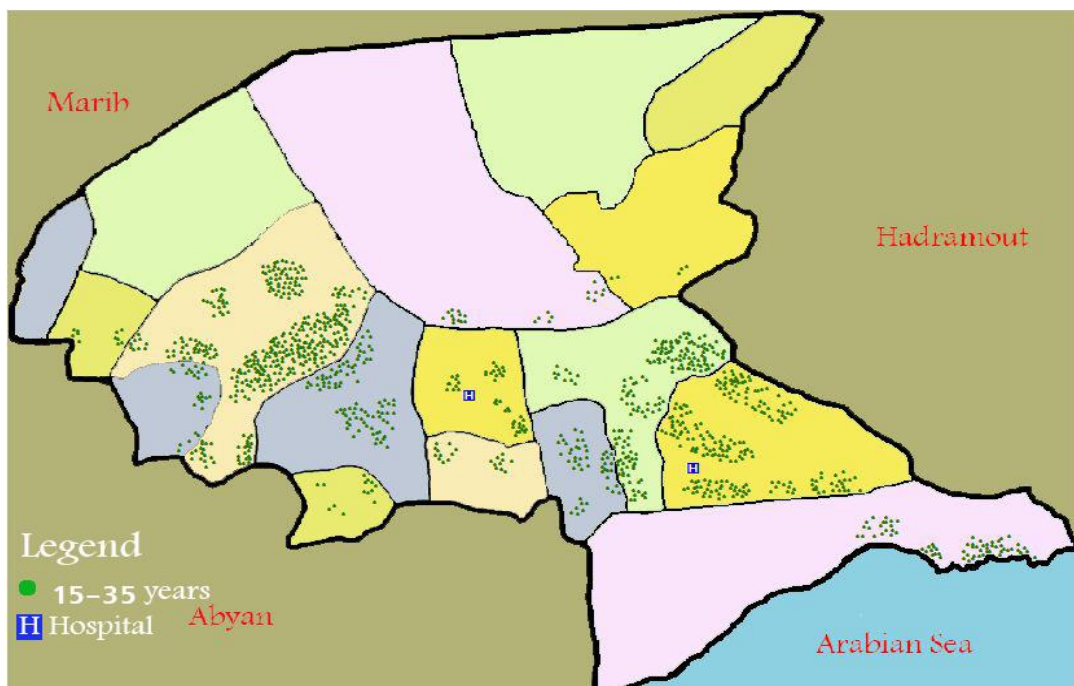 Marib
Hadramout
H
H
Legend
15-35 years
H Hospital
Abyan
Arabian Sea